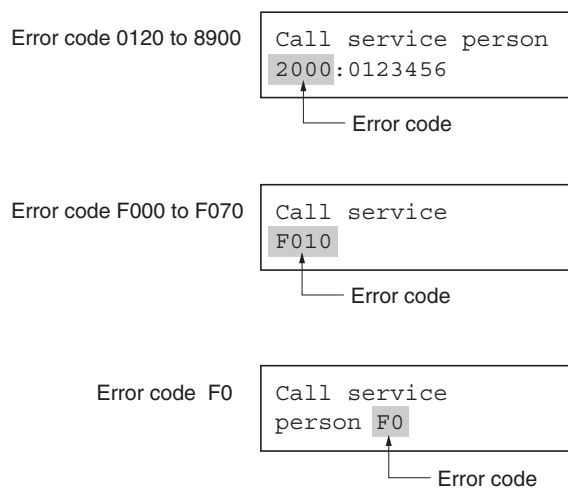 Error code 0120 to 8900
Call service person
2000:0123456
Error code
Error code F000 to F070
Call service
F010
Error code
Error code F0
Call service
person F0
Error code